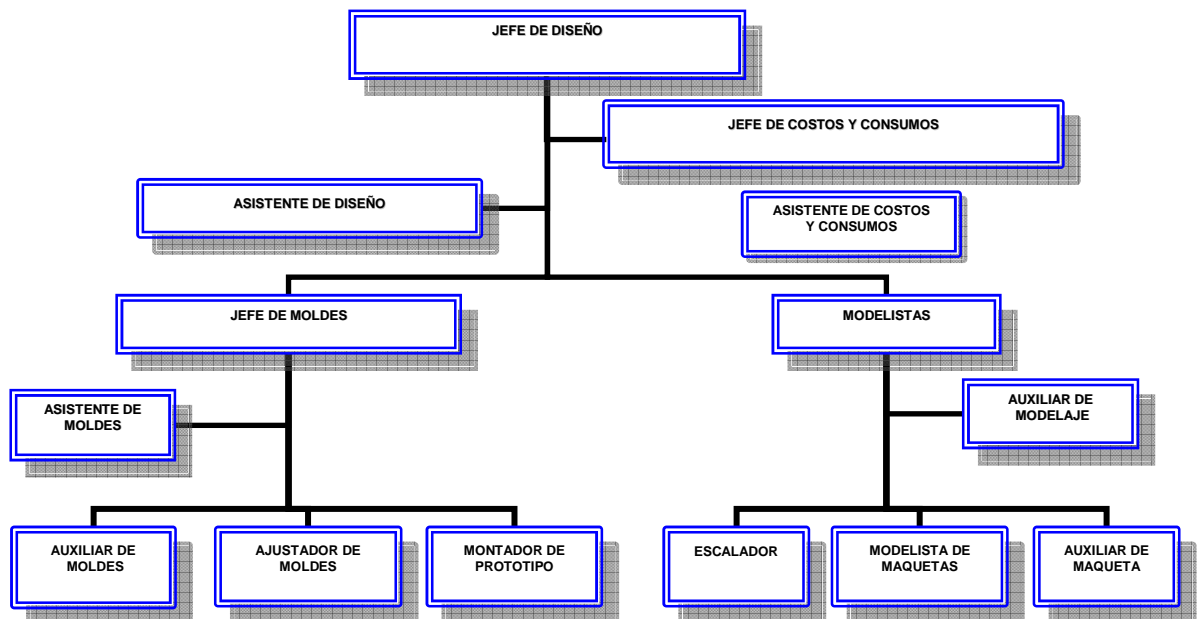 JEFE DE DISEÑO
JEFE DE COSTOS Y CONSUMOS
ASISTENTE DE DISEÑO
ASISTENTE DE COSTOS
Y CONSUMOS
JEFE DE MOLDES
MODELISTAS
ASISTENTE DE
MOLDES
AUXILIAR DE
MODELAJE
AUXILIAR DE
MOLDES
AJUSTADOR DE
MOLDES
MONTADOR DE
PROTOTIPO
ESCALADOR
MODELISTA DE
MAQUETAS
AUXILIAR DE
MAQUETA